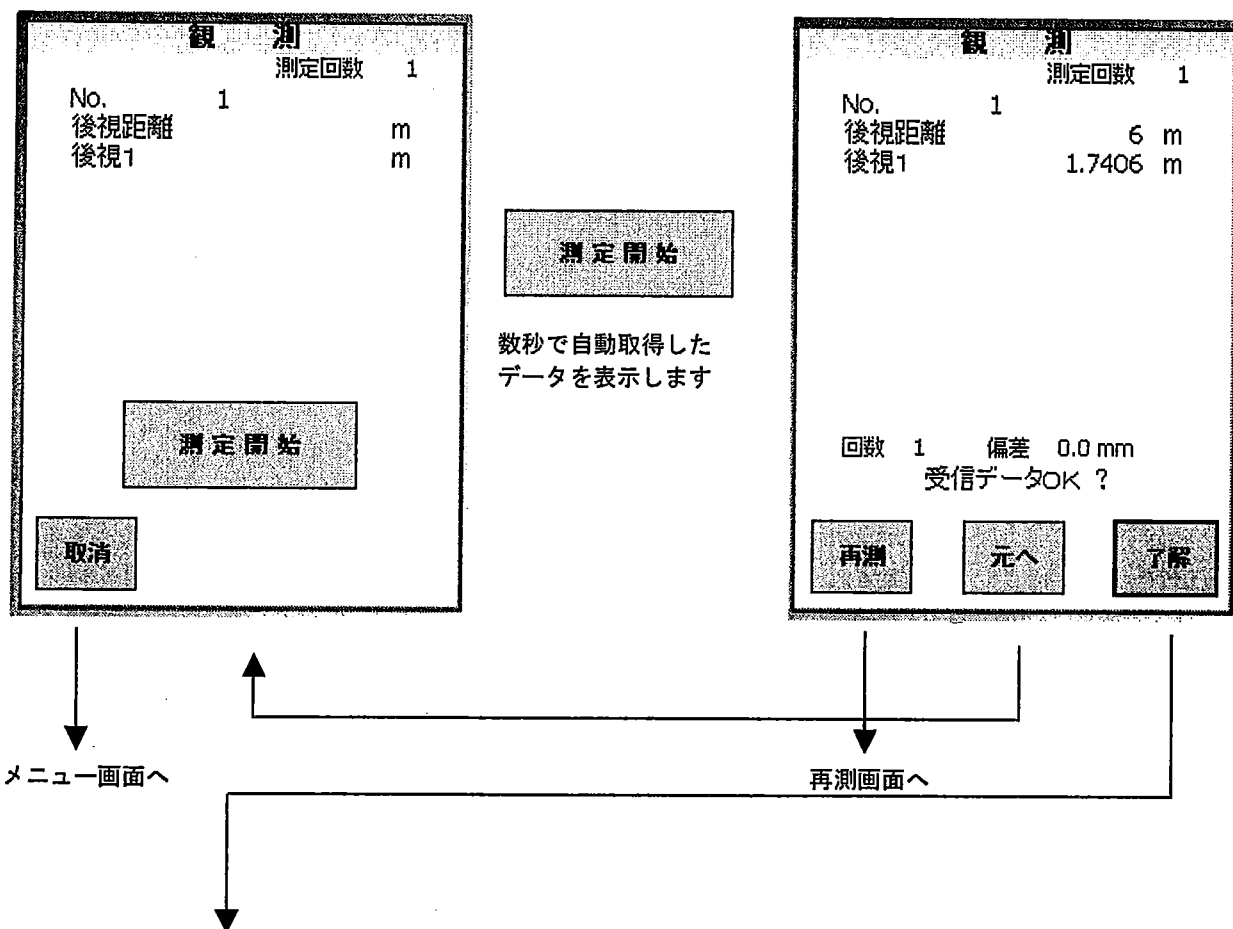 観 測
測定回数 1
No. 1
後視距離 m
後視1 m
測定開始
取消
測定開始
数秒で自動取得した
データを表示します
観 測
測定回数 1
No. 1
後視距離 6 m
後視1 1.7406 m
回数 1 偏差 0.0 mm
受信データOK ?
再測 元へ 了解
メニュー画面へ
再測画面へ